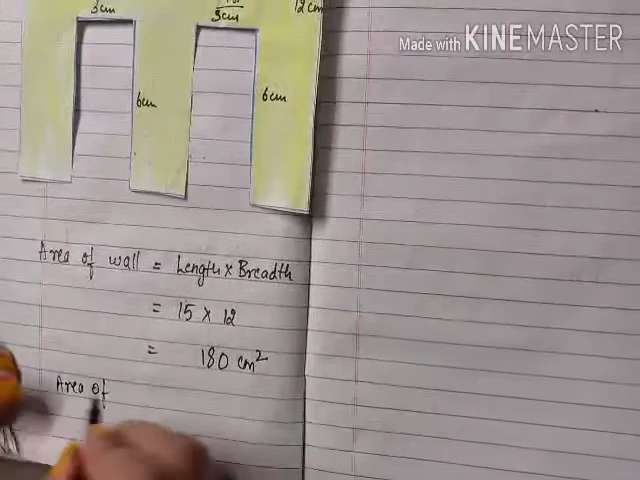 3cm
3cm
12cm
Made with KINEMASTER
6cm
6cm
Area of wall = Length x Breadth
= 15 x 12
= 180 cm²
Area of